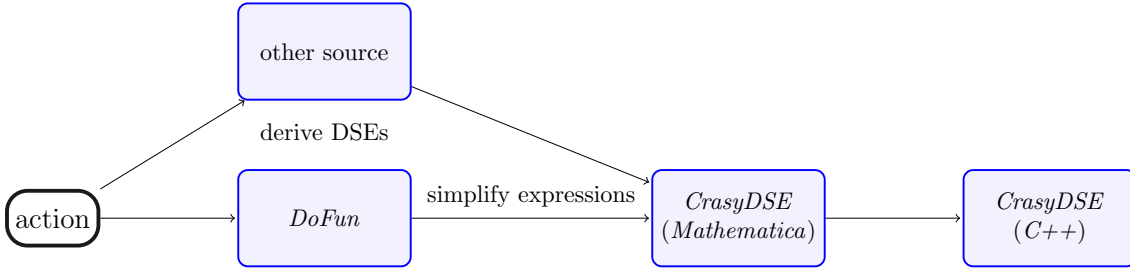 other source
derive DSEs
simplify expressions
action
DoFun
CrasyDSE
(Mathematica)
CrasyDSE
(C++)